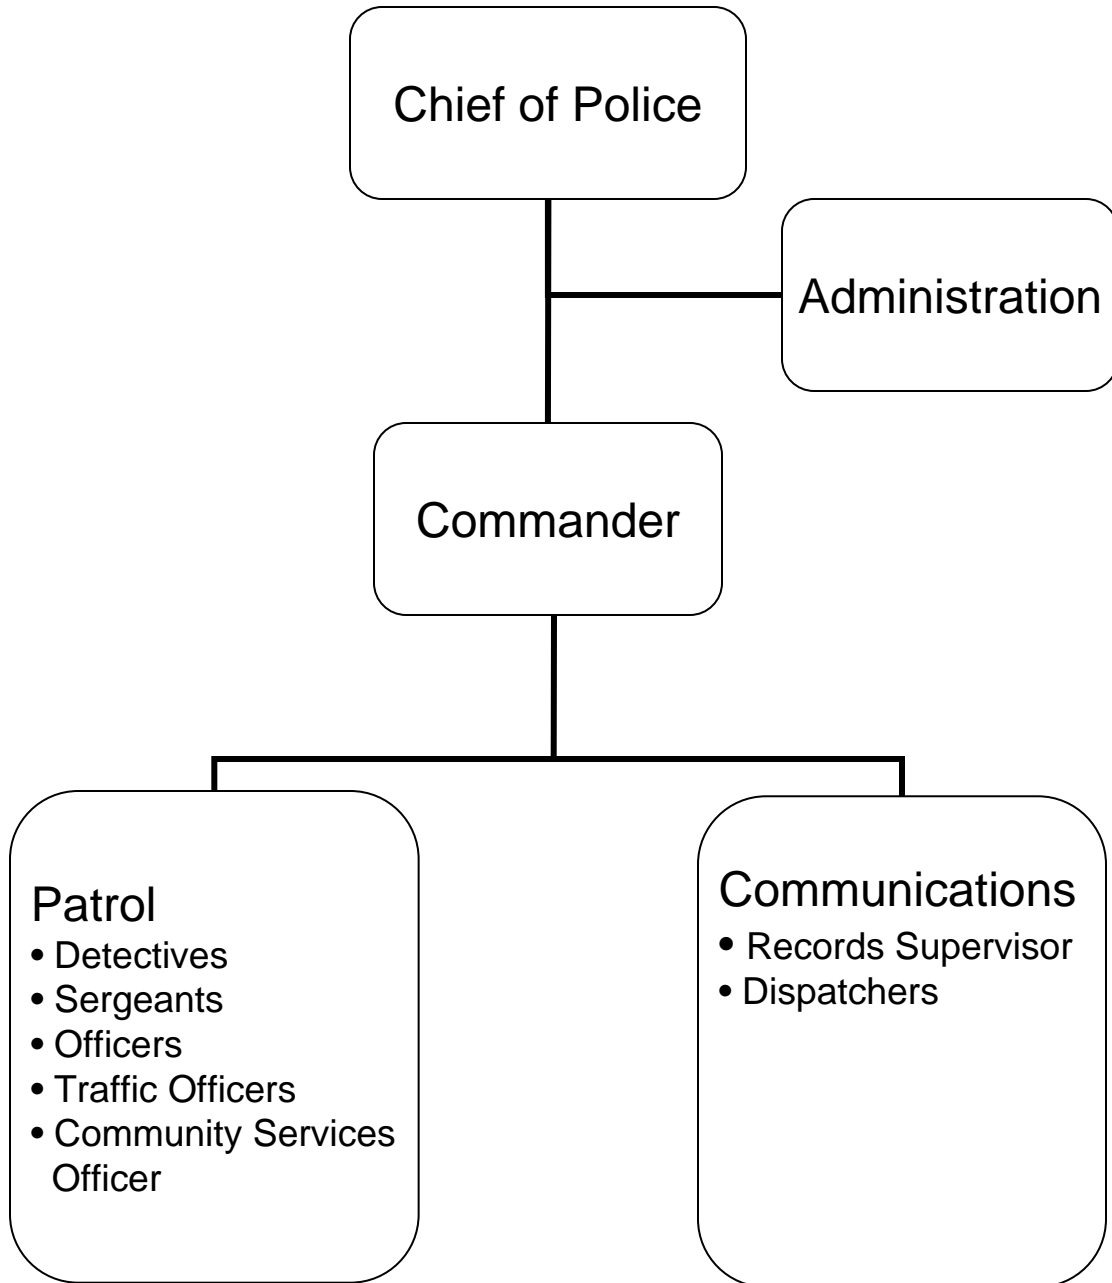 Chief of Police
Administration
Commander
Patrol
• Detectives
• Sergeants
• Officers
• Traffic Officers
• Community Services
Officer
Communications
• Records Supervisor
• Dispatchers